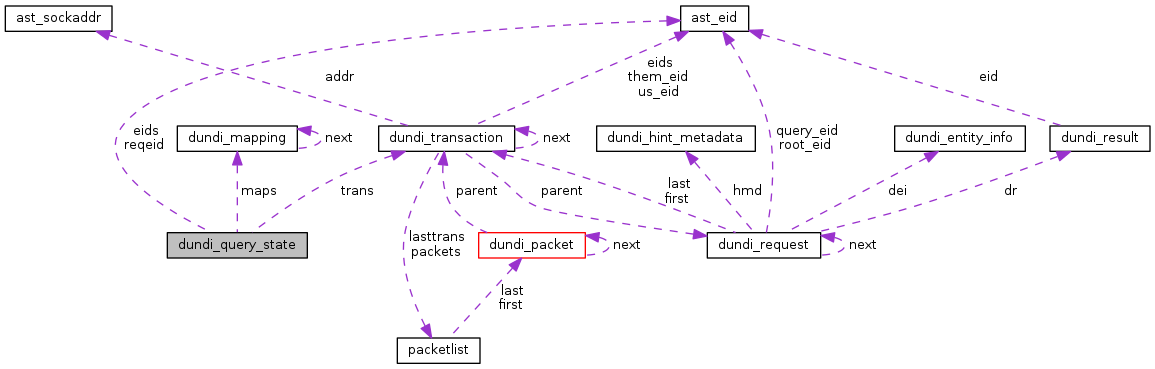 ast_sockaddr
ast_eid
addr
eids
them_eid
us_eid
eid
eids
reqeid
dundi_mapping
next
dundi_transaction
next
dundi_hint_metadata
query_eid
root_eid
dundi_entity_info
dundi_result
maps
trans
parent
parent
last
first
hmd
dei
dr
dundi_query_state
lasttrans
packets
dundi_packet
next
dundi_request
next
last
first
packetlist